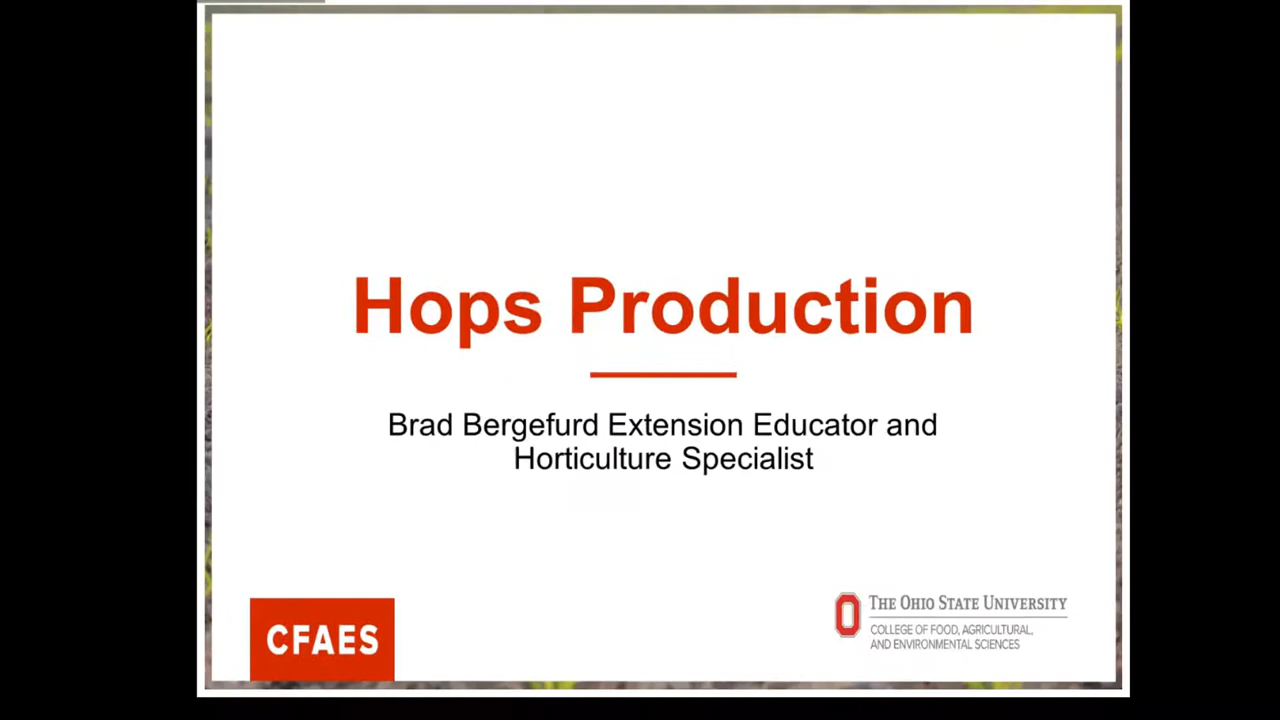 Hops Production
Brad Bergefurd Extension Educator and
Horticulture Specialist
CFAES
THE OHIO STATE UNIVERSITY
COLLEGE OF FOOD, AGRICULTURAL,
AND ENVIRONMENTAL SCIENCES